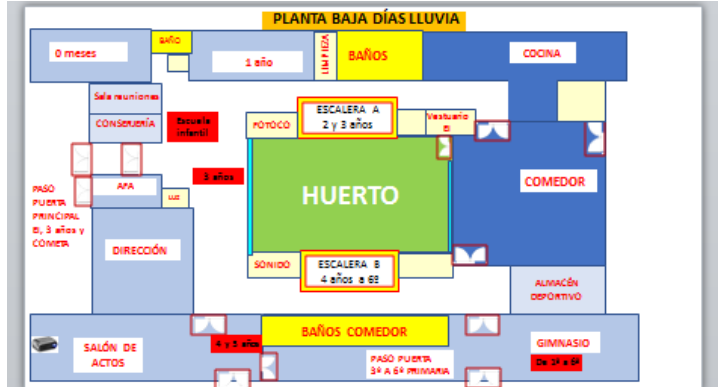 PLANTA BAJA DÍAS LLUVIA
0 meses
BAÑO
1 año
LIMPIEZA
BAÑOS
COCINA
Sala reuniones
CONSERJERÍA
Escuela
infantil
FOTOCO
ESCALERA A
2 y 3 años
Vestuario
EI
3 años
HUERTO
COMEDOR
PASO
PUERTA
PRINCIPAL
EI, 3 años y
COMETA
APA
LUZ
DIRECCIÓN
SONIDO
ESCALERA B
4 años a 6º
ALMACÉN
DEPORTIVO
SALÓN DE
ACTOS
4 y 5 años
BAÑOS COMEDOR
PASO PUERTA
3º A 6º PRIMARIA
GIMNASIO
De 1º a 6º